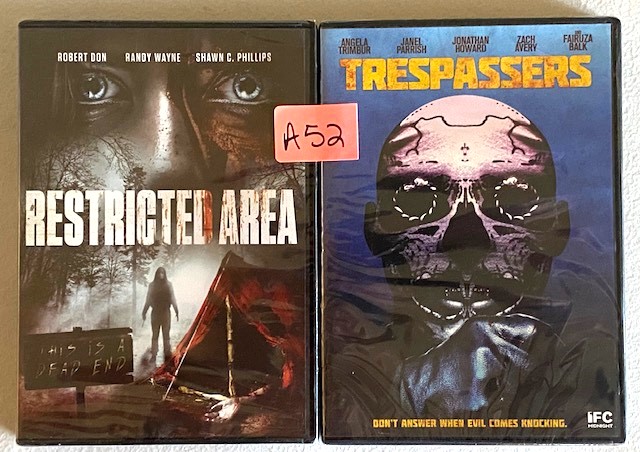 ROBERT DON RANDY WAYNE SHAWN C. PHILLIPS
RESTRICTED AREA
THIS IS A
DEAD END
A52
ANGELA TRIMBUR
JANEL PARRISH
JONATHAN HOWARD
ZACH AVERY
AND FAIRUZA BALK
TRESPASSERS
DON'T ANSWER WHEN EVIL COMES KNOCKING.
IFC
MIDNIGHT